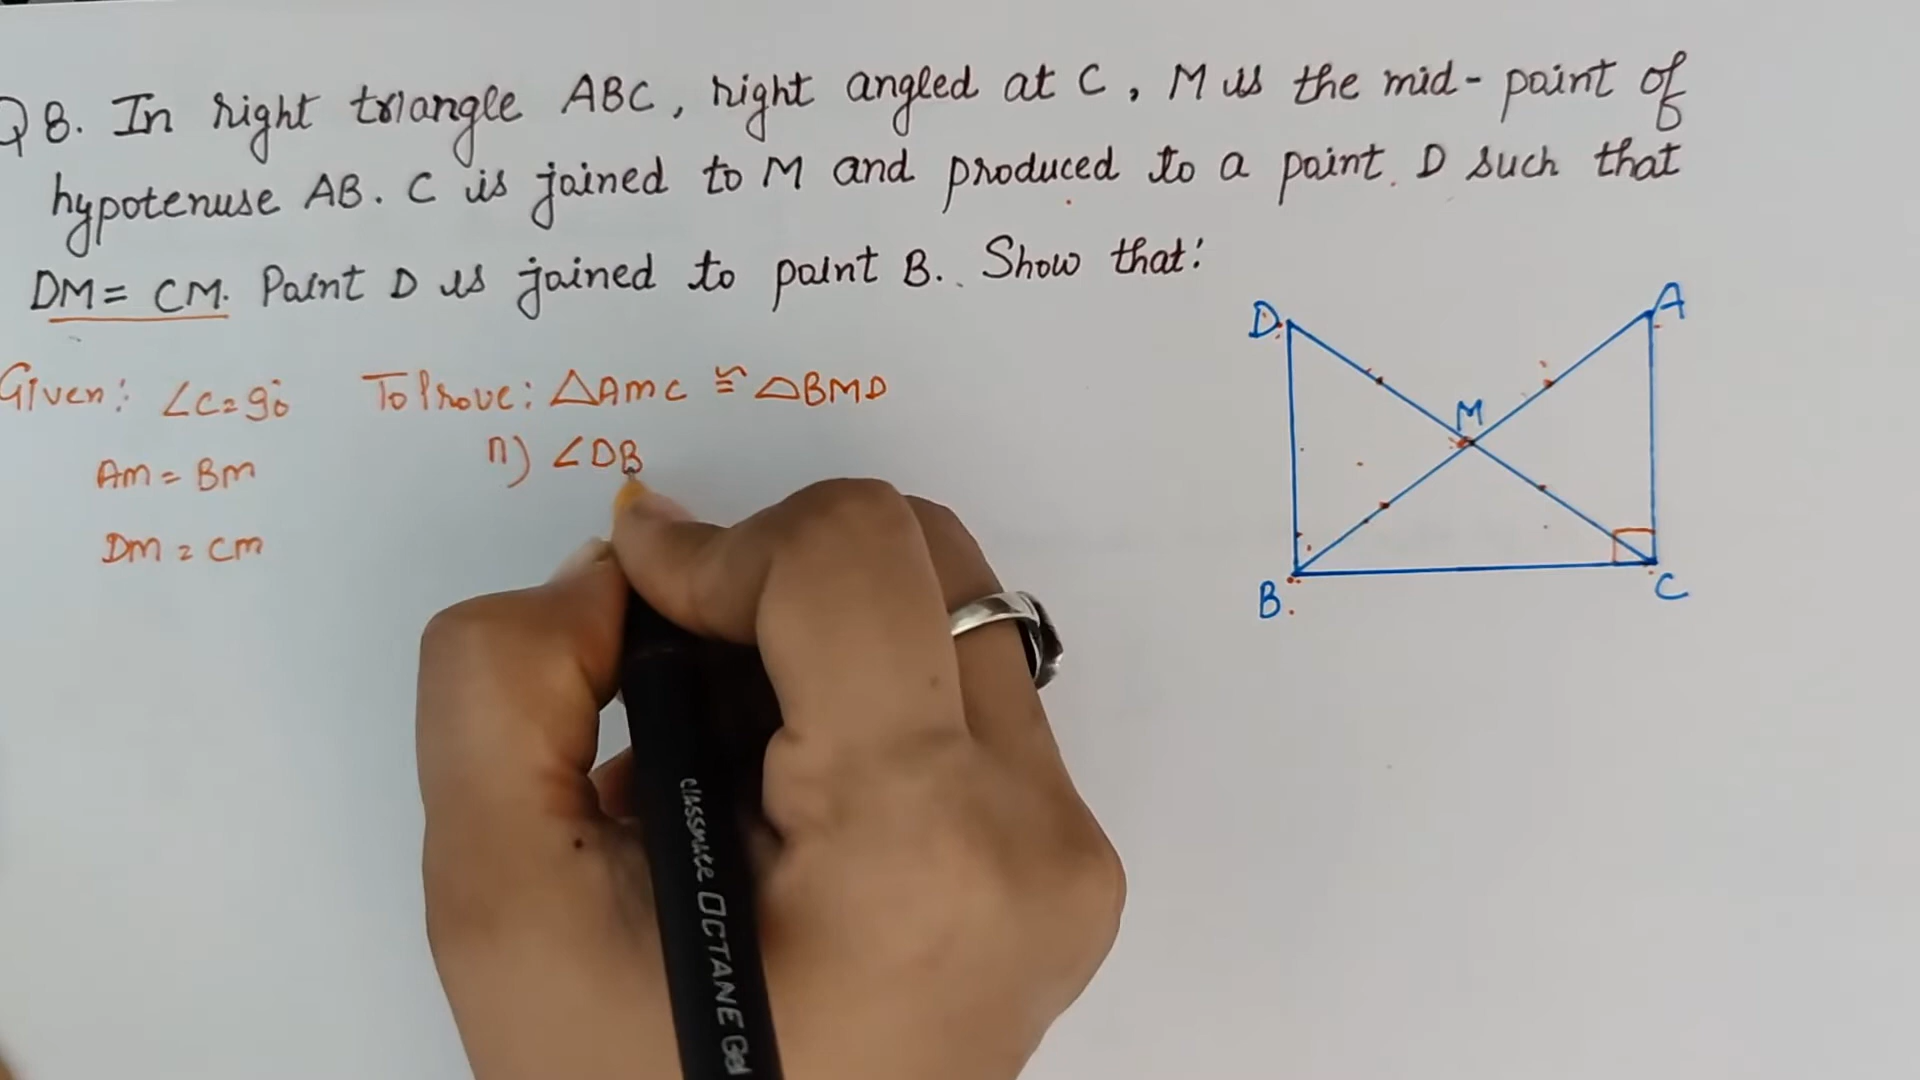 Q8. In right triangle ABC, right angled at C, M is the mid-point of
hypotenuse AB. C is joined to M and produced to a point D such that
DM = CM. Point D is joined to point B. Show that:
Given: ∠C = 90° To Prove: △AMC ≅ △BMD
AM = BM II) ∠DB
DM = CM
D A
M
B. C
classmate OCTANE Gel